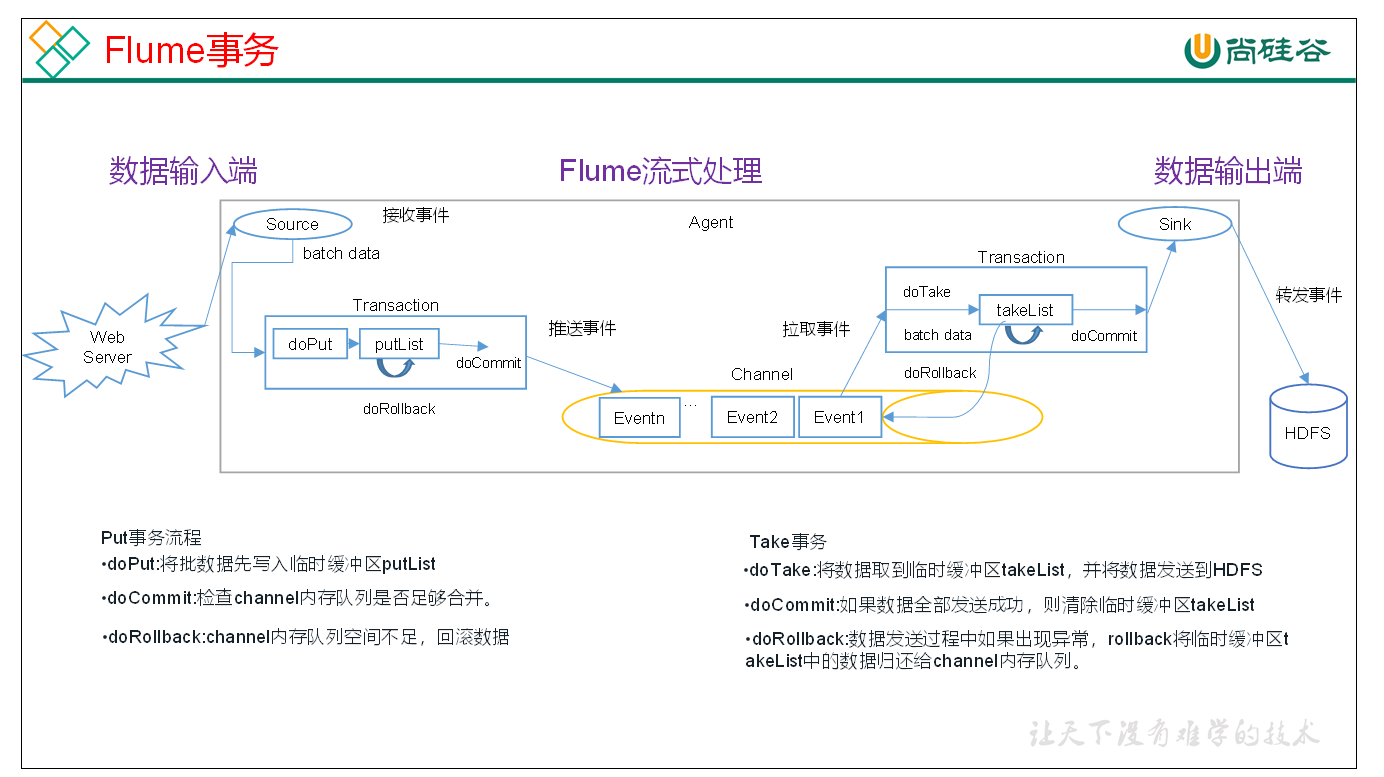 Flume事务
尚硅谷
数据输入端
Flume流式处理
数据输出端
Source
接收事件
Agent
Sink
batch data
Transaction
Web
Server
Transaction
doPut
putList
doCommit
doRollback
推送事件
拉取事件
doTake
takeList
batch data
doCommit
doRollback
转发事件
Channel
Eventn
...
Event2
Event1
HDFS
Put事务流程
•doPut:将批数据先写入临时缓冲区putList
•doCommit:检查channel内存队列是否足够合并。
•doRollback:channel内存队列空间不足，回滚数据
Take事务
•doTake:将数据取到临时缓冲区takeList，并将数据发送到HDFS
•doCommit:如果数据全部发送成功，则清除临时缓冲区takeList
•doRollback:数据发送过程中如果出现异常，rollback将临时缓冲区t
akeList中的数据归还给channel内存队列。
让天下没有难学的技术